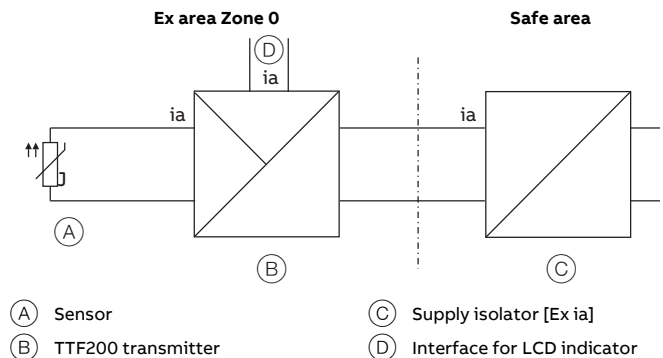 Ex area Zone 0
Safe area
D
ia
ia
ia
A
B
C
A Sensor
C Supply isolator [Ex ia]
B TTF200 transmitter
D Interface for LCD indicator